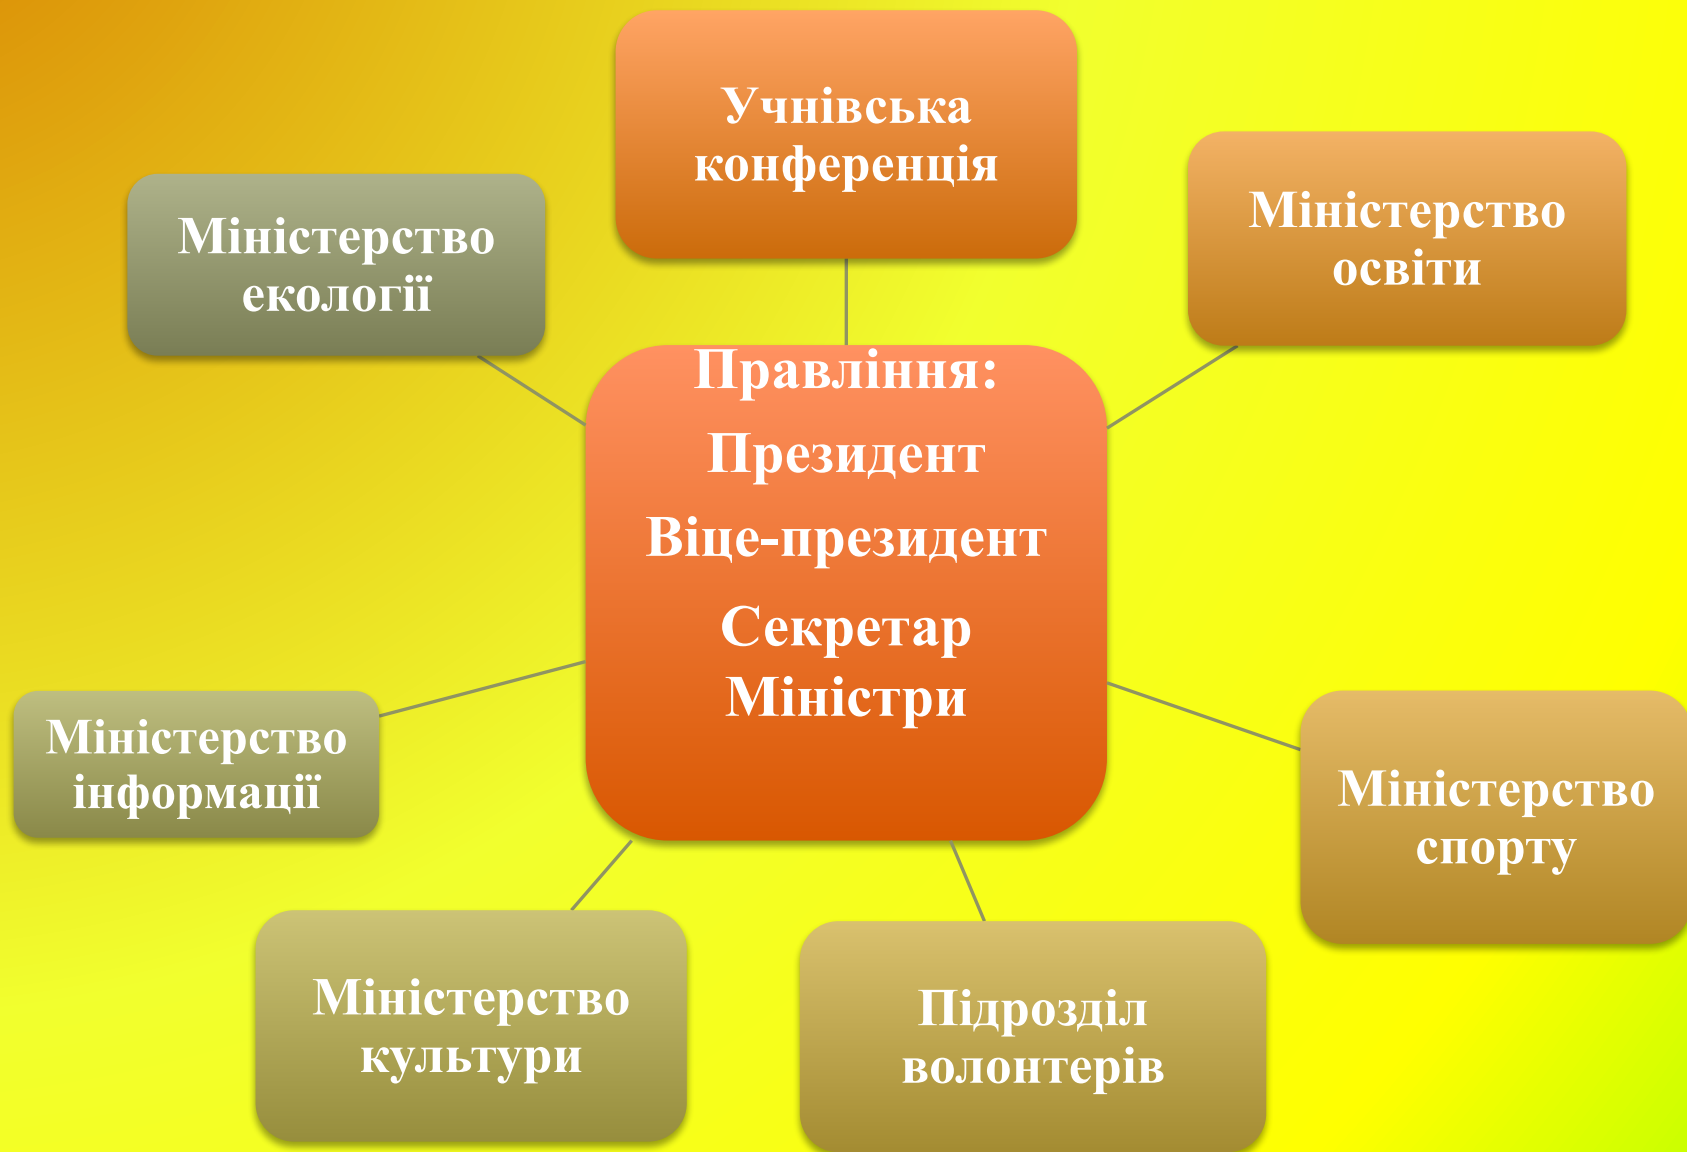 Учнівська
конференція
Міністерство
освіти
Міністерство
екології
Правління:
Президент
Віце-президент
Секретар
Міністри
Міністерство
інформації
Міністерство
спорту
Міністерство
культури
Підрозділ
волонтерів